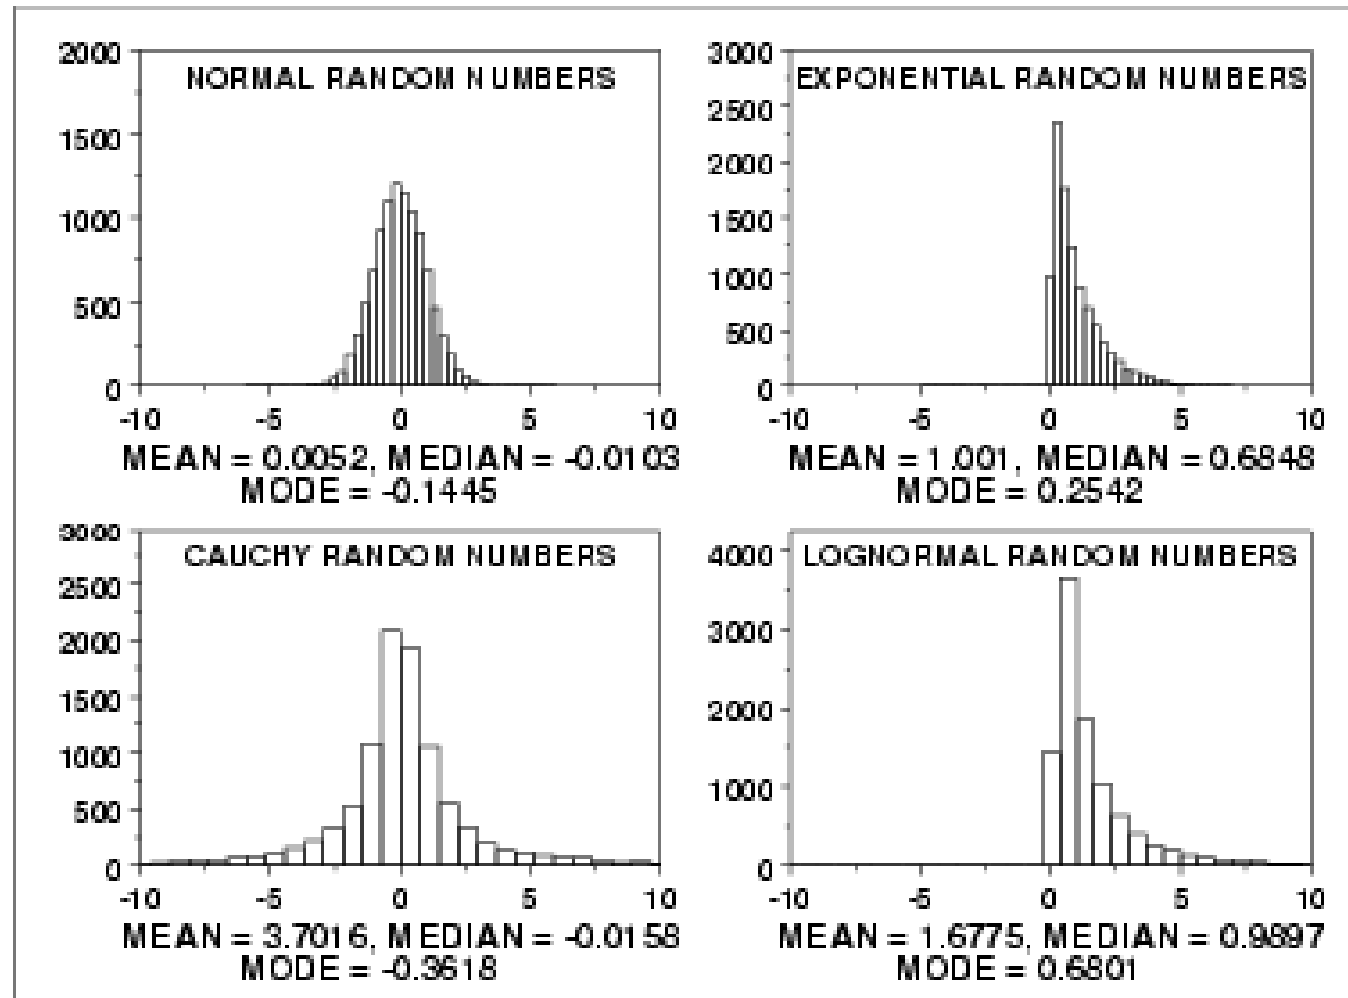 NORMAL RANDOM NUMBERS
2000
1500
1000
500
0
-10 -5 0 5 10
MEAN = 0.0052, MEDIAN = -0.0103
MODE = -0.1445
EXPONENTIAL RANDOM NUMBERS
3000
2500
2000
1500
1000
500
0
-10 -5 0 5 10
MEAN = 1.001, MEDIAN = 0.6848
MODE = 0.2542
CAUCHY RANDOM NUMBERS
3000
2500
2000
1500
1000
500
0
-10 -5 0 5 10
MEAN = 3.7016, MEDIAN = -0.0158
MODE = -0.3618
LOGNORMAL RANDOM NUMBERS
4000
3000
2000
1000
0
-10 -5 0 5 10
MEAN = 1.6775, MEDIAN = 0.9897
MODE = 0.6801